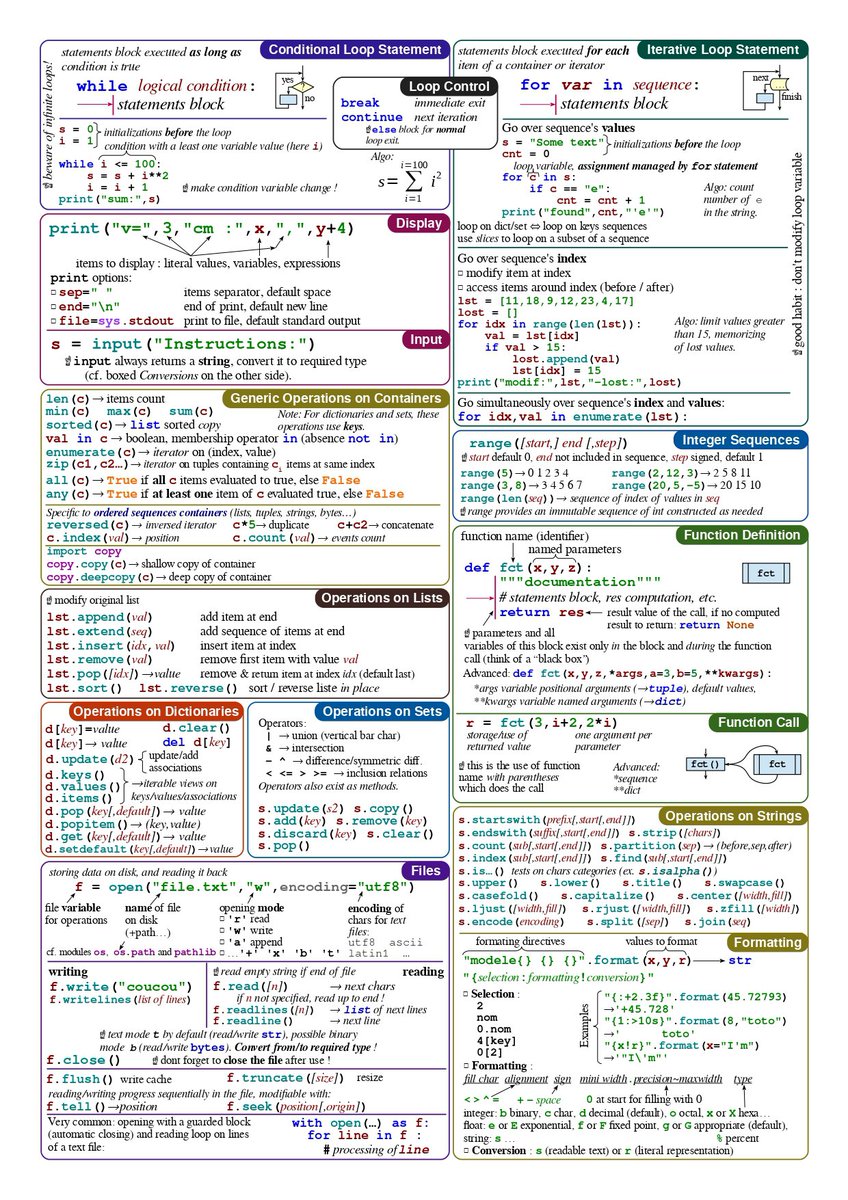 Conditional Loop Statement
statements block executed as long as
condition is true
☝ beware of infinite loops!
while logical condition:
statements block
yes
?
no
s = 0
i = 1
initializations before the loop
condition with a least one variable value (here i)
while i <= 100:
s = s + i**2
i = i + 1
☝ make condition variable change !
print("sum:",s)
Algo:
i=100
s= ∑ i²
i=1
Loop Control
break immediate exit
continue next iteration
☝ else block for normal
loop exit.
Iterative Loop Statement
statements block executed for each
item of a container or iterator
for var in sequence:
statements block
next
…
finish
Go over sequence's values
s = "Some text"
cnt = 0
initializations before the loop
loop variable, assignment managed by for statement
for c in s:
if c == "e":
cnt = cnt + 1
print("found",cnt,"'e'")
Algo: count
number of e
in the string.
loop on dict/set ⇔ loop on keys sequences
use slices to loop on a subset of a sequence
Go over sequence's index
□ modify item at index
□ access items around index (before / after)
lst = [11,18,9,12,23,4,17]
lost = []
for idx in range(len(lst)):
val = lst[idx]
if val > 15:
lost.append(val)
lst[idx] = 15
print("modif:",lst,"-lost:",lost)
Algo: limit values greater
than 15, memorizing
of lost values.
☝ good habit : don't modify loop variable
Go simultaneously over sequence's index and values:
for idx,val in enumerate(lst):
Display
print("v=",3,"cm :",x,",",y+4)
items to display : literal values, variables, expressions
print options:
□ sep=" " items separator, default space
□ end="\n" end of print, default new line
□ file=sys.stdout print to file, default standard output
Input
s = input("Instructions:")
☝ input always returns a string, convert it to required type
(cf. boxed Conversions on the other side).
Generic Operations on Containers
len(c)→ items count
min(c) max(c) sum(c)
sorted(c)→ list sorted copy
Note: For dictionaries and sets, these
operations use keys.
val in c → boolean, membership operator in (absence not in)
enumerate(c)→ iterator on (index, value)
zip(c1,c2…)→ iterator on tuples containing ci items at same index
all(c)→ True if all c items evaluated to true, else False
any(c)→ True if at least one item of c evaluated true, else False
Specific to ordered sequences containers (lists, tuples, strings, bytes…)
reversed(c)→ inversed iterator c*5→ duplicate c+c2→ concatenate
c.index(val)→ position c.count(val)→ events count
import copy
copy.copy(c)→ shallow copy of container
copy.deepcopy(c)→ deep copy of container
Integer Sequences
range([start,] end [,step])
☝ start default 0, end not included in sequence, step signed, default 1
range(5)→ 0 1 2 3 4 range(2,12,3)→ 2 5 8 11
range(3,8)→ 3 4 5 6 7 range(20,5,-5)→ 20 15 10
range(len(seq))→ sequence of index of values in seq
☝ range provides an immutable sequence of int constructed as needed
Function Definition
function name (identifier)
named parameters
def fct(x,y,z):
"""documentation"""
# statements block, res computation, etc.
return res
result value of the call, if no computed
result to return: return None
fct
☝ parameters and all
variables of this block exist only in the block and during the function
call (think of a “black box”)
Advanced: def fct(x,y,z,*args,a=3,b=5,**kwargs):
*args variable positional arguments (→tuple), default values,
**kwargs variable named arguments (→dict)
Operations on Lists
☝ modify original list
lst.append(val) add item at end
lst.extend(seq) add sequence of items at end
lst.insert(idx,val) insert item at index
lst.remove(val) remove first item with value val
lst.pop([idx])→value remove & return item at index idx (default last)
lst.sort() lst.reverse() sort / reverse liste in place
Function Call
r = fct(3,i+2,2*i)
storage/use of
returned value
one argument per
parameter
☝ this is the use of function
name with parentheses
which does the call
Advanced:
*sequence
**dict
fct()
fct
Operations on Dictionaries
d[key]=value
d[key]→ value
d.clear()
del d[key]
d.update(d2)
update/add
associations
d.keys()
d.values()
d.items()
→iterable views on
keys/values/associations
d.pop(key[,default])→ value
d.popitem()→ (key,value)
d.get(key[,default])→ value
d.setdefault(key[,default])→value
Operations on Sets
Operators:
| → union (vertical bar char)
& → intersection
- ^ → difference/symmetric diff.
< <= > >= → inclusion relations
Operators also exist as methods.
s.update(s2) s.copy()
s.add(key) s.remove(key)
s.discard(key) s.clear()
s.pop()
Operations on Strings
s.startswith(prefix[,start[,end]])
s.endswith(suffix[,start[,end]]) s.strip([chars])
s.count(sub[,start[,end]]) s.partition(sep)→ (before,sep,after)
s.index(sub[,start[,end]]) s.find(sub[,start[,end]])
s.is…() tests on chars categories (ex. s.isalpha())
s.upper() s.lower() s.title() s.swapcase()
s.casefold() s.capitalize() s.center([width,fill])
s.ljust([width,fill]) s.rjust([width,fill]) s.zfill([width])
s.encode(encoding) s.split([sep]) s.join(seq)
Files
storing data on disk, and reading it back
f = open("file.txt","w",encoding="utf8")
file variable
for operations
name of file
on disk
(+path…)
opening mode
□ 'r' read
□ 'w' write
□ 'a' append
□ …'+' 'x' 'b' 't'
encoding of
chars for text
files:
utf8 ascii
latin1 …
cf. modules os, os.path and pathlib
writing
f.write("coucou")
f.writelines(list of lines)
☝ read empty string if end of file
reading
f.read([n]) → next chars
if n not specified, read up to end !
f.readlines([n]) → list of next lines
f.readline() → next line
☝ text mode t by default (read/write str), possible binary
mode b (read/write bytes). Convert from/to required type !
f.close() ☝ dont forget to close the file after use !
f.flush() write cache f.truncate([size]) resize
reading/writing progress sequentially in the file, modifiable with:
f.tell()→position f.seek(position[,origin])
Very common: opening with a guarded block
(automatic closing) and reading loop on lines
of a text file:
with open(…) as f:
for line in f :
# processing of line
Formatting
formatting directives
values to format
"modele{} {} {}".format(x,y,r) → str
"{selection:formatting!conversion}"
□ Selection :
2
nom
0.nom
4[key]
0[2]
Examples
"{:+2.3f}".format(45.72793)
→'+45.728'
"{1:>10s}".format(8,"toto")
→' toto'
"{x!r}".format(x="I'm")
→'"I\'m"'
□ Formatting :
fill char alignment sign mini width.precision~maxwidth type
< > ^ = + - space 0 at start for filling with 0
integer: b binary, c char, d decimal (default), o octal, x or X hexa…
float: e or E exponential, f or F fixed point, g or G appropriate (default),
string: s … % percent
□ Conversion : s (readable text) or r (literal representation)